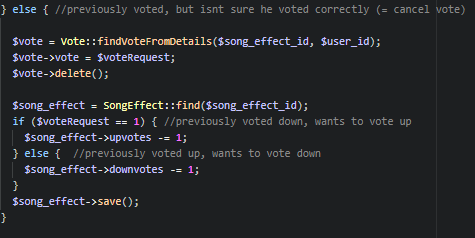 } else { //previously voted, but isnt sure he voted correctly (= cancel vote)
$vote = Vote::findVoteFromDetails($song_effect_id, $user_id);
$vote->vote = $voteRequest;
$vote->delete();
$song_effect = SongEffect::find($song_effect_id);
if ($voteRequest == 1) { //previously voted down, wants to vote up
$song_effect->upvotes -= 1;
} else {  //previously voted up, wants to vote down
$song_effect->downvotes -= 1;
}
$song_effect->save();
}